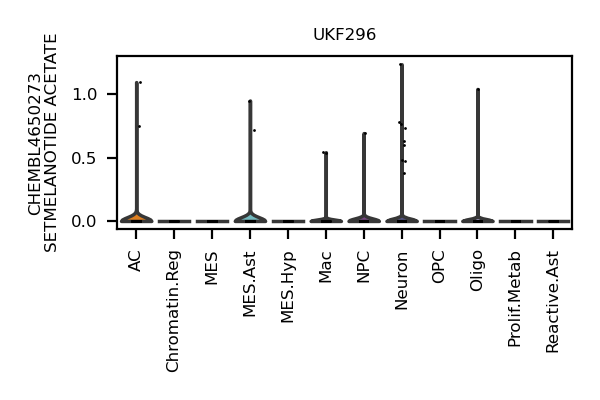 UKF296
CHEMBL4650273
SETMELANOTIDE ACETATE
1.0
0.5
0.0
AC
Chromatin.Reg
MES
MES.Ast
MES.Hyp
Mac
NPC
Neuron
OPC
Oligo
Prolif.Metab
Reactive.Ast